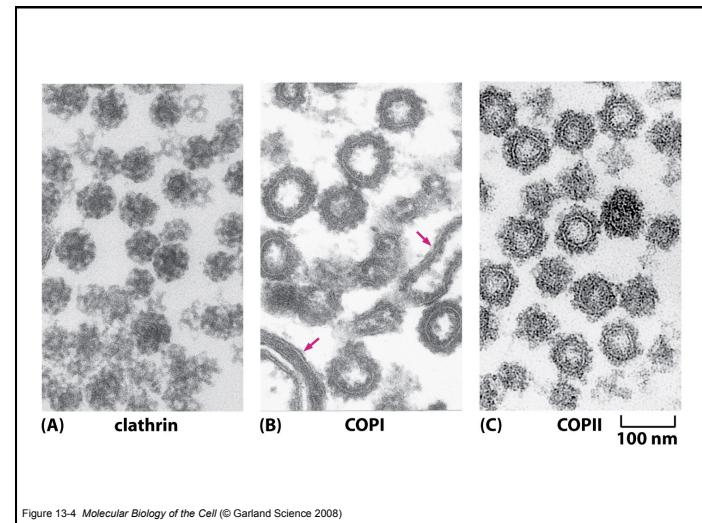 (A) clathrin
(B) COPI
(C) COPII
100 nm
Figure 13-4 Molecular Biology of the Cell (© Garland Science 2008)